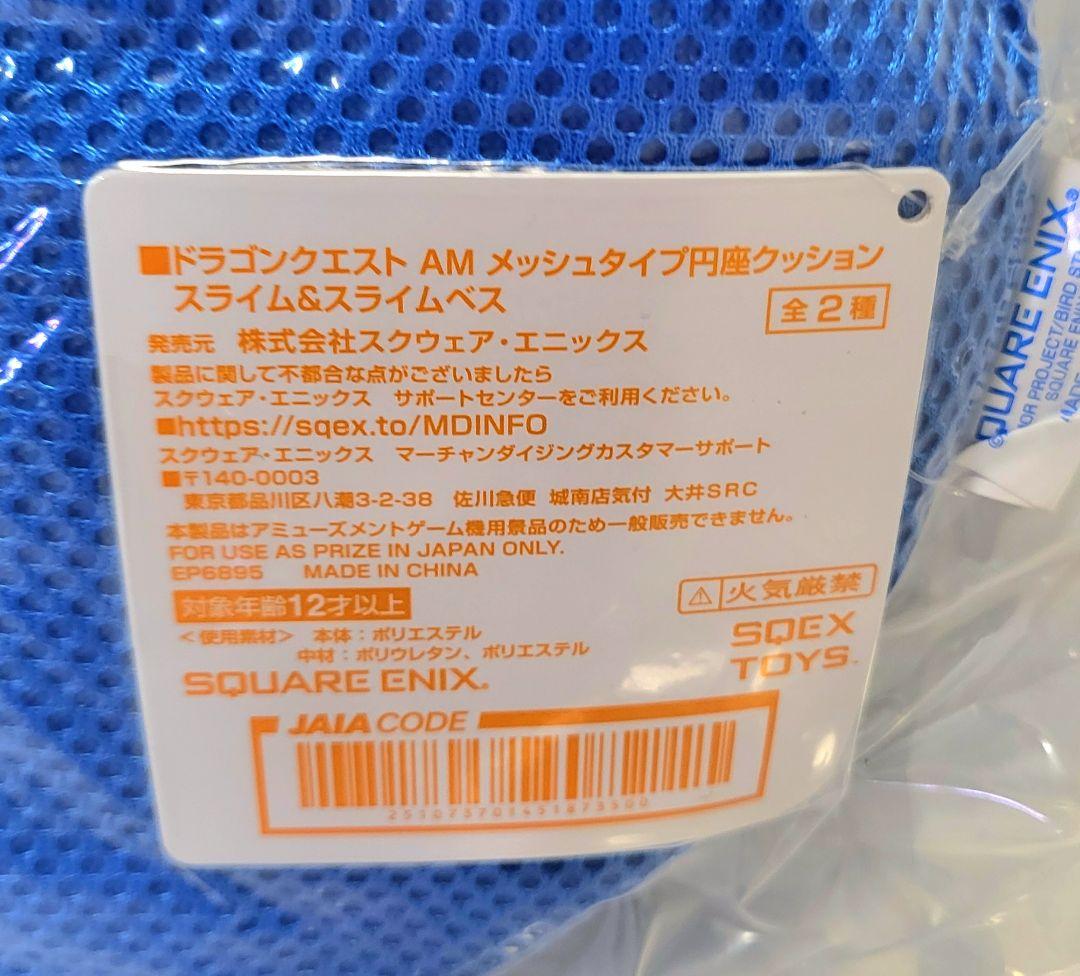 ■ドラゴンクエスト AM メッシュタイプ円座クッション
スライム&スライムベス
全2種
発売元 株式会社スクウェア・エニックス
製品に関して不都合な点がございましたら
スクウェア・エニックス サポートセンターをご利用ください。
■https://sqex.to/MDINFO
スクウェア・エニックス マーチャンダイジングカスタマーサポート
■〒140-0003
東京都品川区八潮3-2-38 佐川急便 城南店気付 大井SRC
本製品はアミューズメントゲーム機用景品のため一般販売できません。
FOR USE AS PRIZE IN JAPAN ONLY.
EP6895 MADE IN CHINA
対象年齢12才以上
⚠火気厳禁
<使用素材> 本体:ポリエステル
中材:ポリウレタン、ポリエステル
SQUARE ENIX.
SQEX
TOYS™
JAIA CODE
SQUARE ENIX®
PROJECT/BIRD
SQUARE